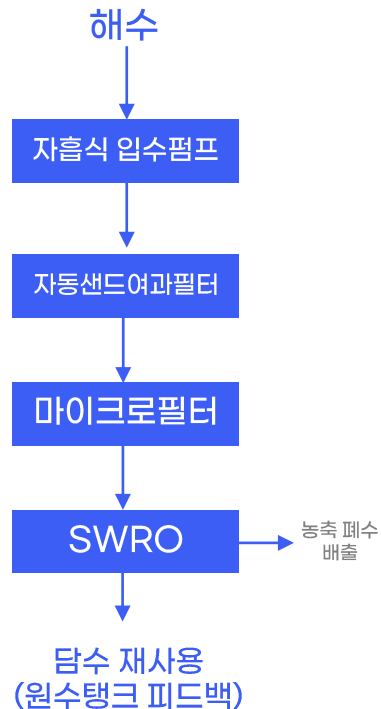 해수
자흡식 입수펌프
자동샌드여과필터
마이크로필터
SWRO
농축 폐수
배출
담수 재사용
(원수탱크 피드백)